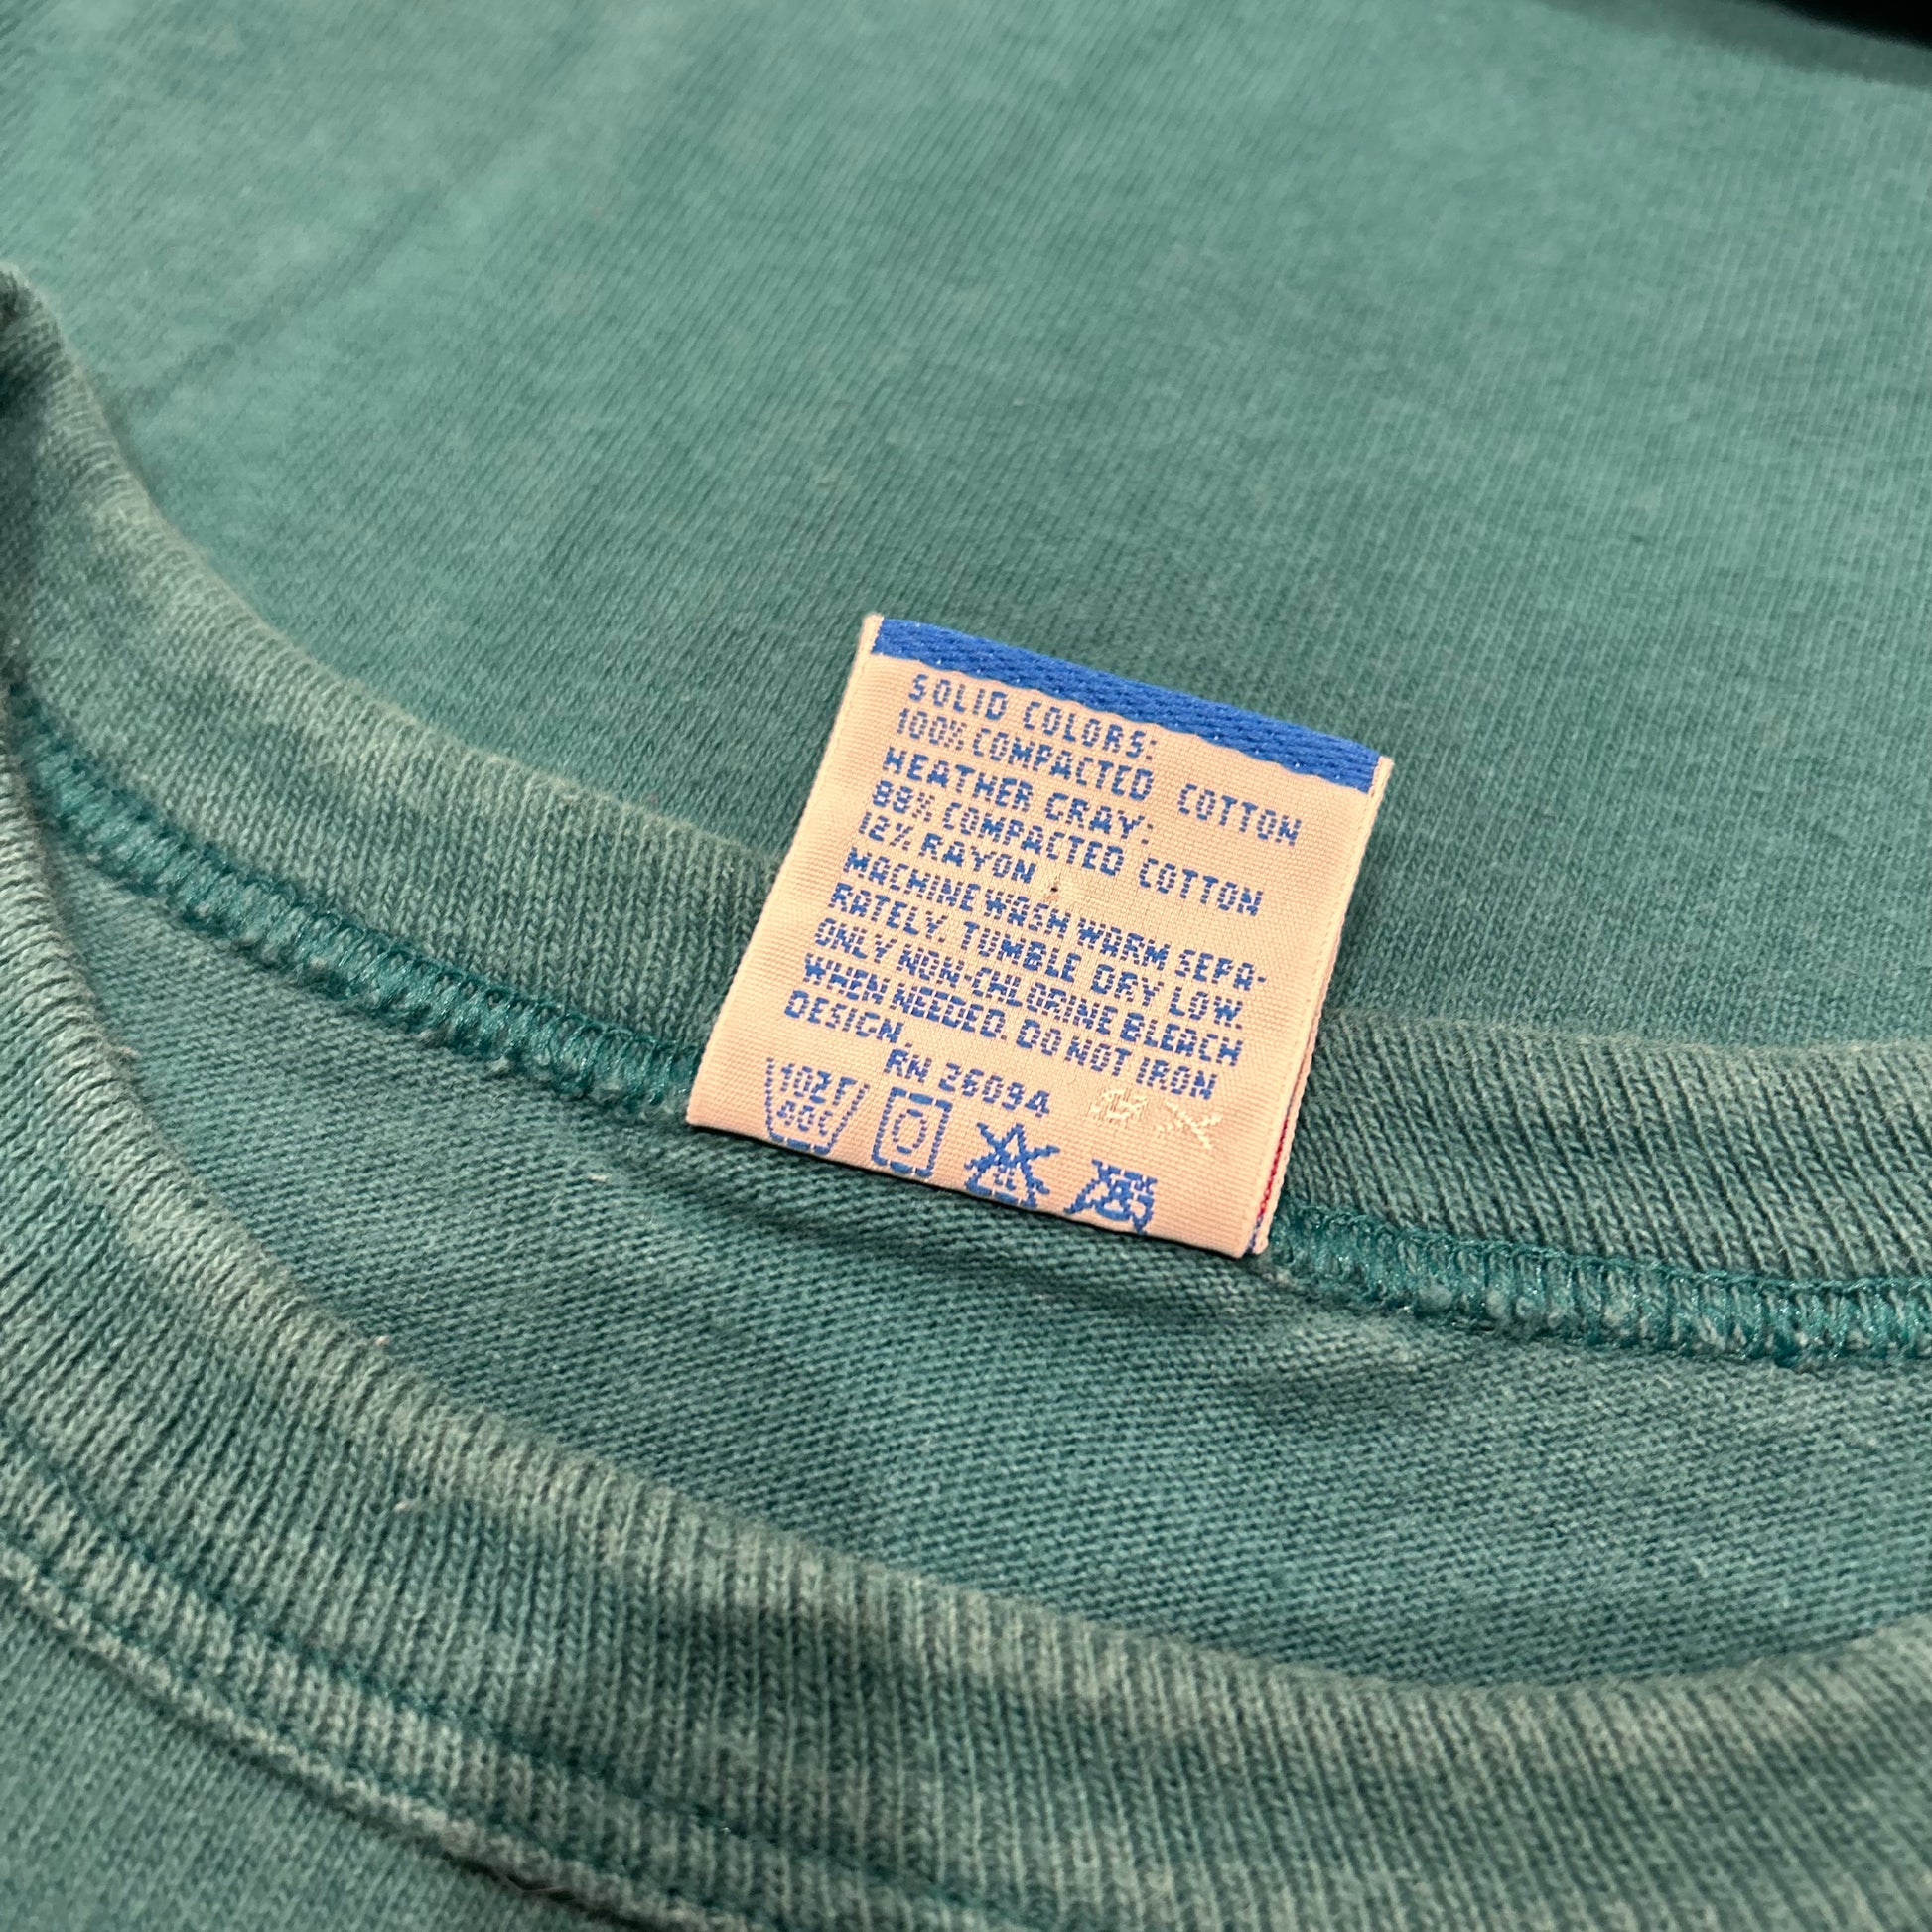 SOLID COLORS:
100% COMPACTED COTTON
HEATHER GRAY:
88% COMPACTED COTTON
12% RAYON
MACHINE WASH WARM SEPA-
RATELY. TUMBLE DRY LOW.
ONLY NON-CHLORINE BLEACH
WHEN NEEDED. DO NOT IRON
DESIGN.
RN 26094
102F
40C